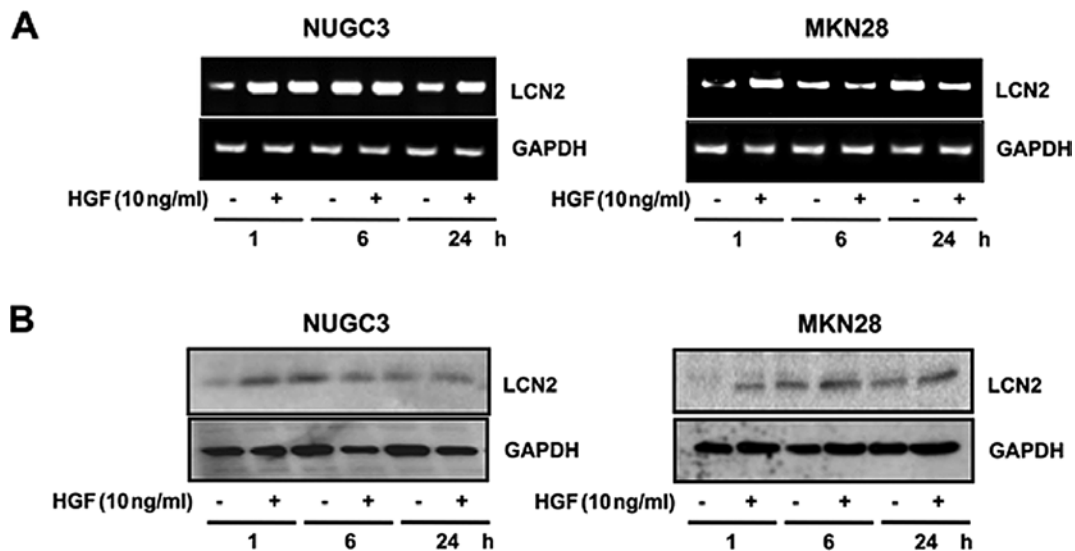 A
NUGC3
MKN28
LCN2
LCN2
GAPDH
GAPDH
HGF (10 ng/ml) - + - + - +
HGF (10 ng/ml) - + - + - +
1 6 24 h
1 6 24 h
B
NUGC3
MKN28
LCN2
LCN2
GAPDH
GAPDH
HGF (10 ng/ml) - + - + - +
HGF (10 ng/ml) - + - + - +
1 6 24 h
1 6 24 h